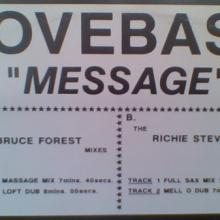 OVEBAS
"MESSAGE"
BRUCE FOREST
MIXES
MASSAGE MIX 7mins. 40secs.
LOFT DUB 8mins. 00secs.
B.
THE
RICHIE STEV
TRACK 1 FULL SAX MIX
TRACK 2 MELL O DUB 7m